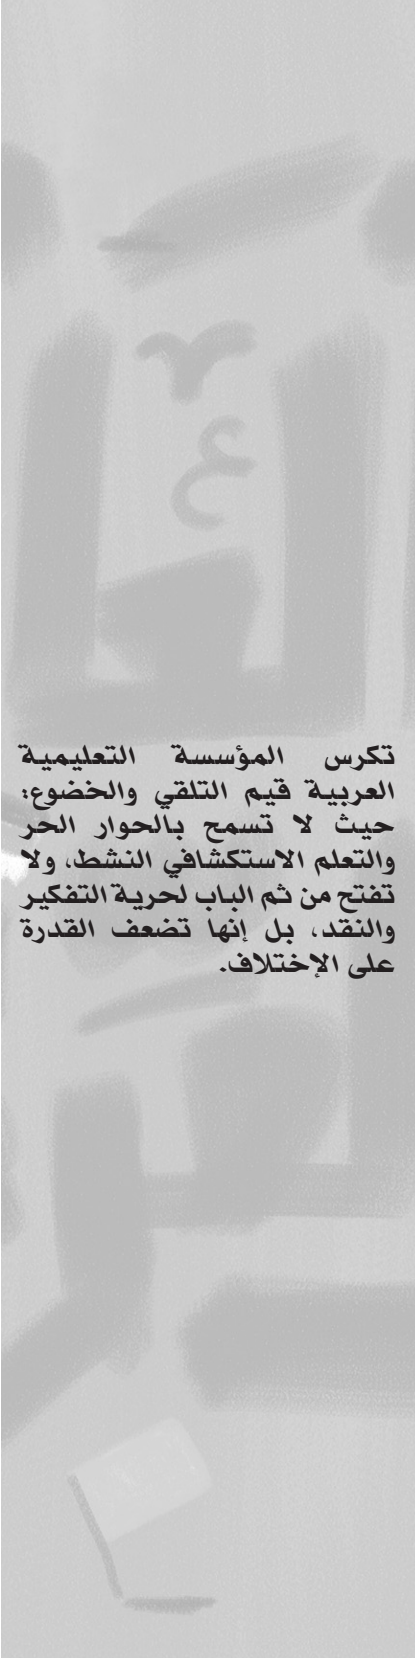 تكرس المؤسسة التعليمية
العربية قيم التلقي والخضوع؛
حيث لا تسمح بالحوار الحر
والتعلم الاستكشافي النشط، ولا
تفتح من ثم الباب لحرية التفكير
والنقد، بل إنها تضعف القدرة
على الإختلاف.